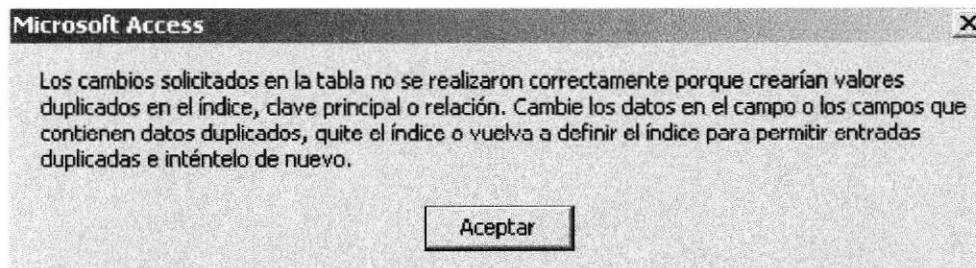 Microsoft Access
Los cambios solicitados en la tabla no se realizaron correctamente porque crearían valores
duplicados en el índice, clave principal o relación. Cambie los datos en el campo o los campos que
contienen datos duplicados, quite el índice o vuelva a definir el índice para permitir entradas
duplicadas e inténtelo de nuevo.
Aceptar